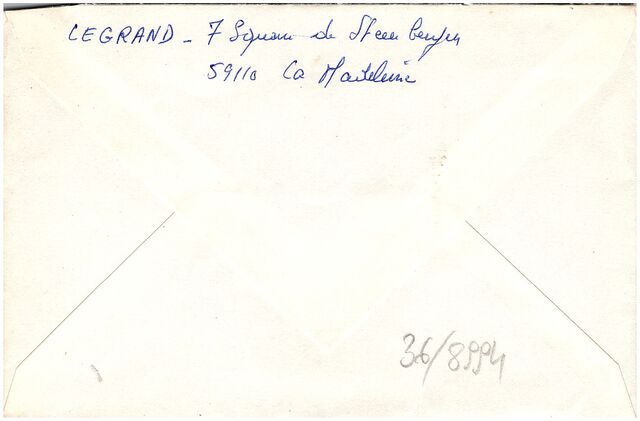 LEGRAND - 7 Square de Steenbergen
59110 La Madeleine
36/8994